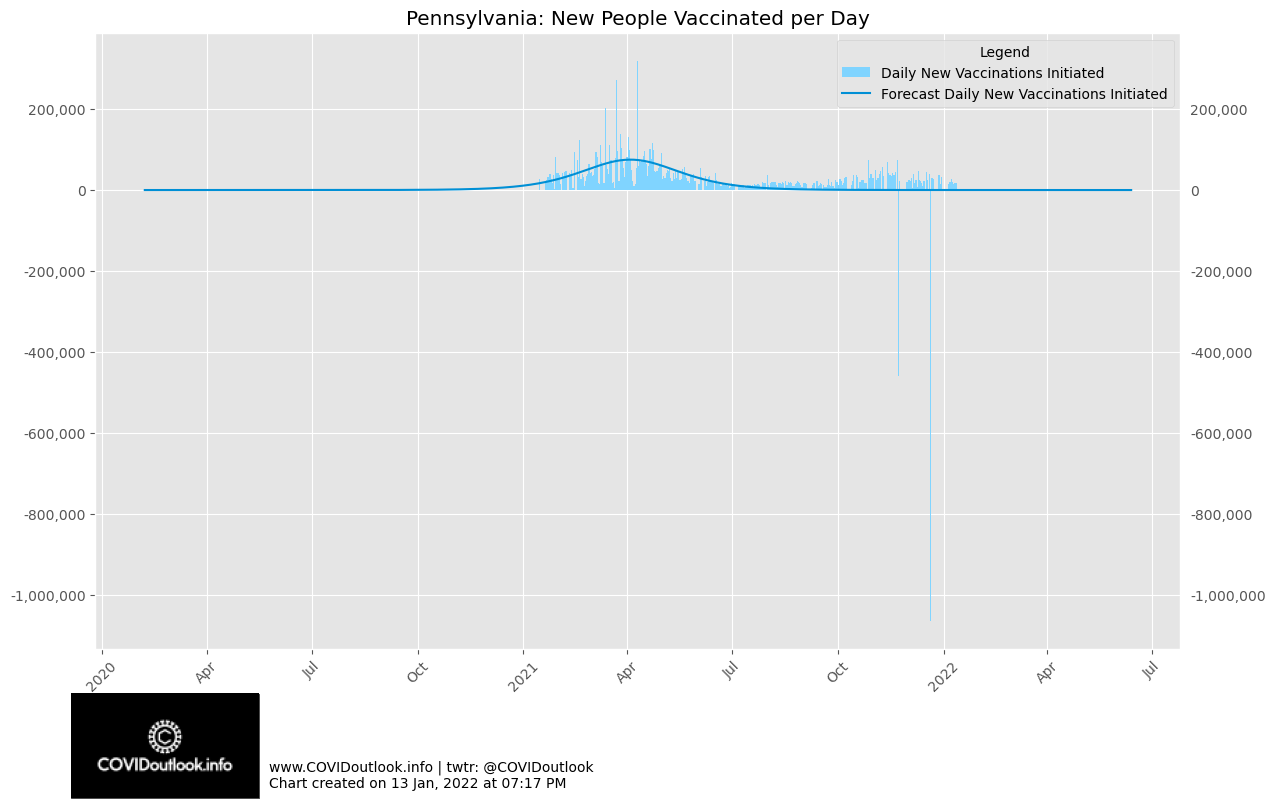 Pennsylvania: New People Vaccinated per Day
Legend
Daily New Vaccinations Initiated
Forecast Daily New Vaccinations Initiated
200,000 200,000
0 0
-200,000 -200,000
-400,000 -400,000
-600,000 -600,000
-800,000 -800,000
-1,000,000 -1,000,000
2020 Apr Jul Oct 2021 Apr Jul Oct 2022 Apr Jul
COVIDoutlook.info
www.COVIDoutlook.info | twtr: @COVIDoutlook
Chart created on 13 Jan, 2022 at 07:17 PM